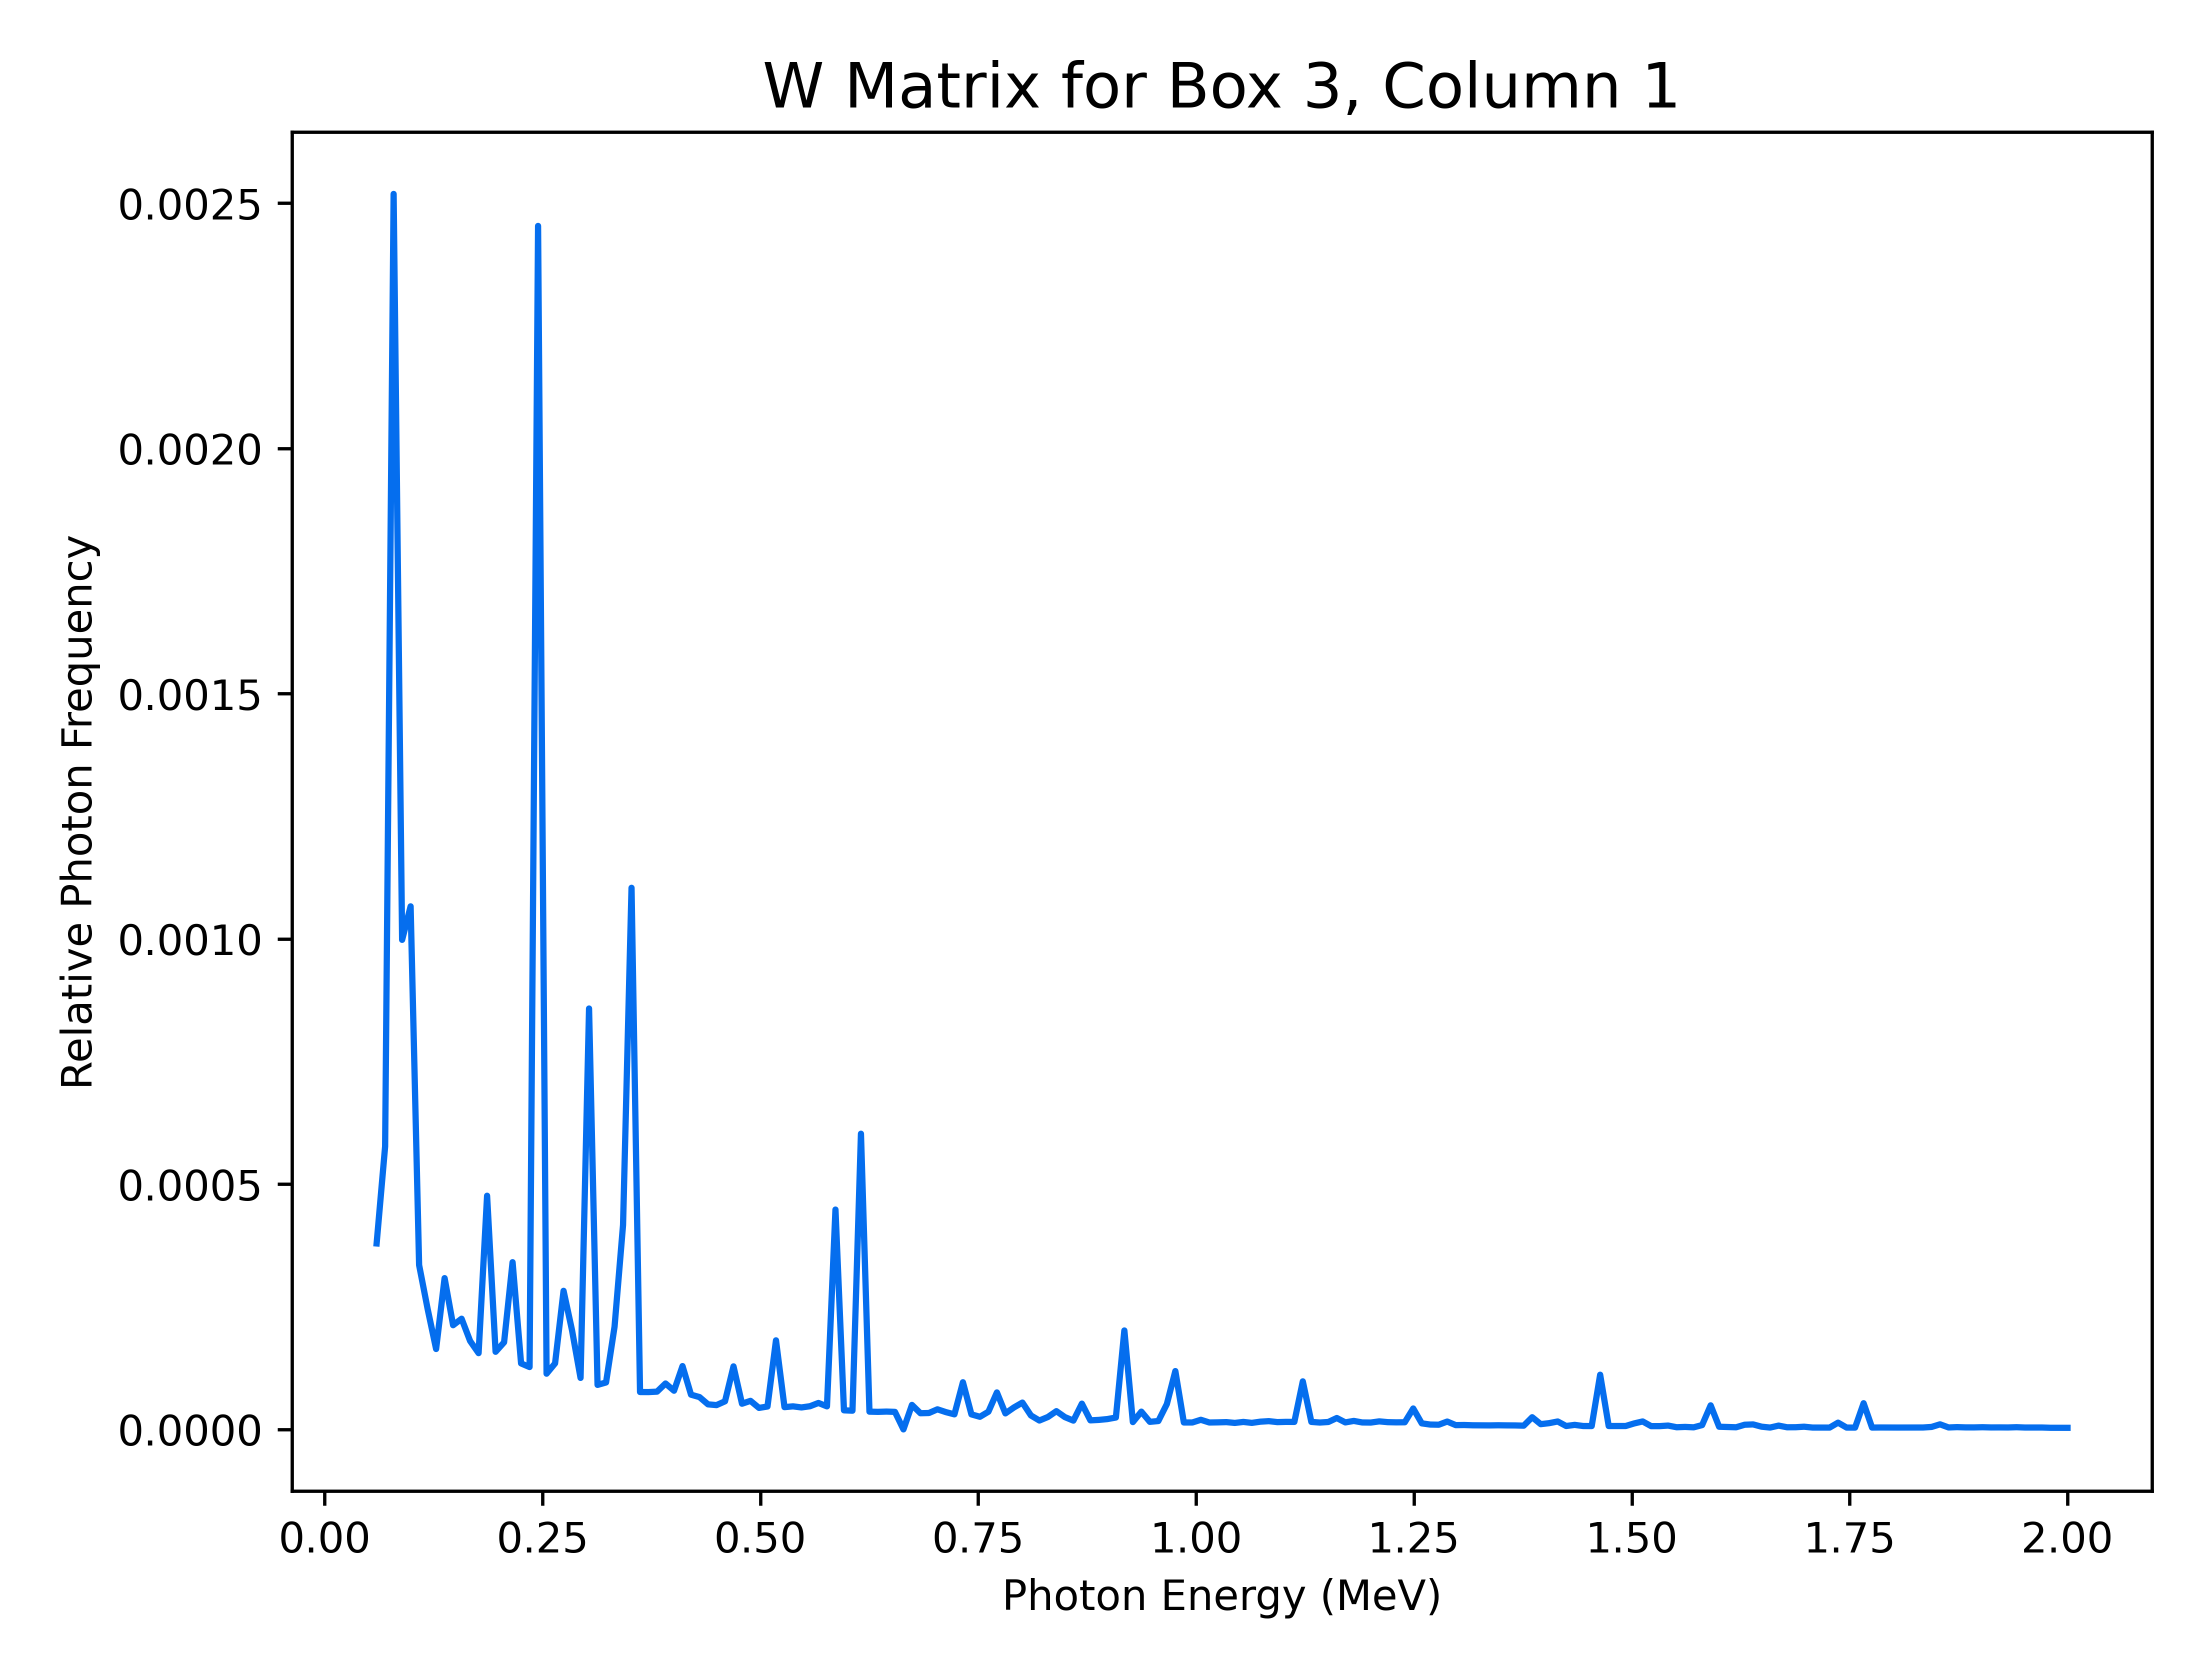 W Matrix for Box 3, Column 1
0.0025
0.0020
0.0015
0.0010
0.0005
0.0000
Relative Photon Frequency
0.00 0.25 0.50 0.75 1.00 1.25 1.50 1.75 2.00
Photon Energy (MeV)